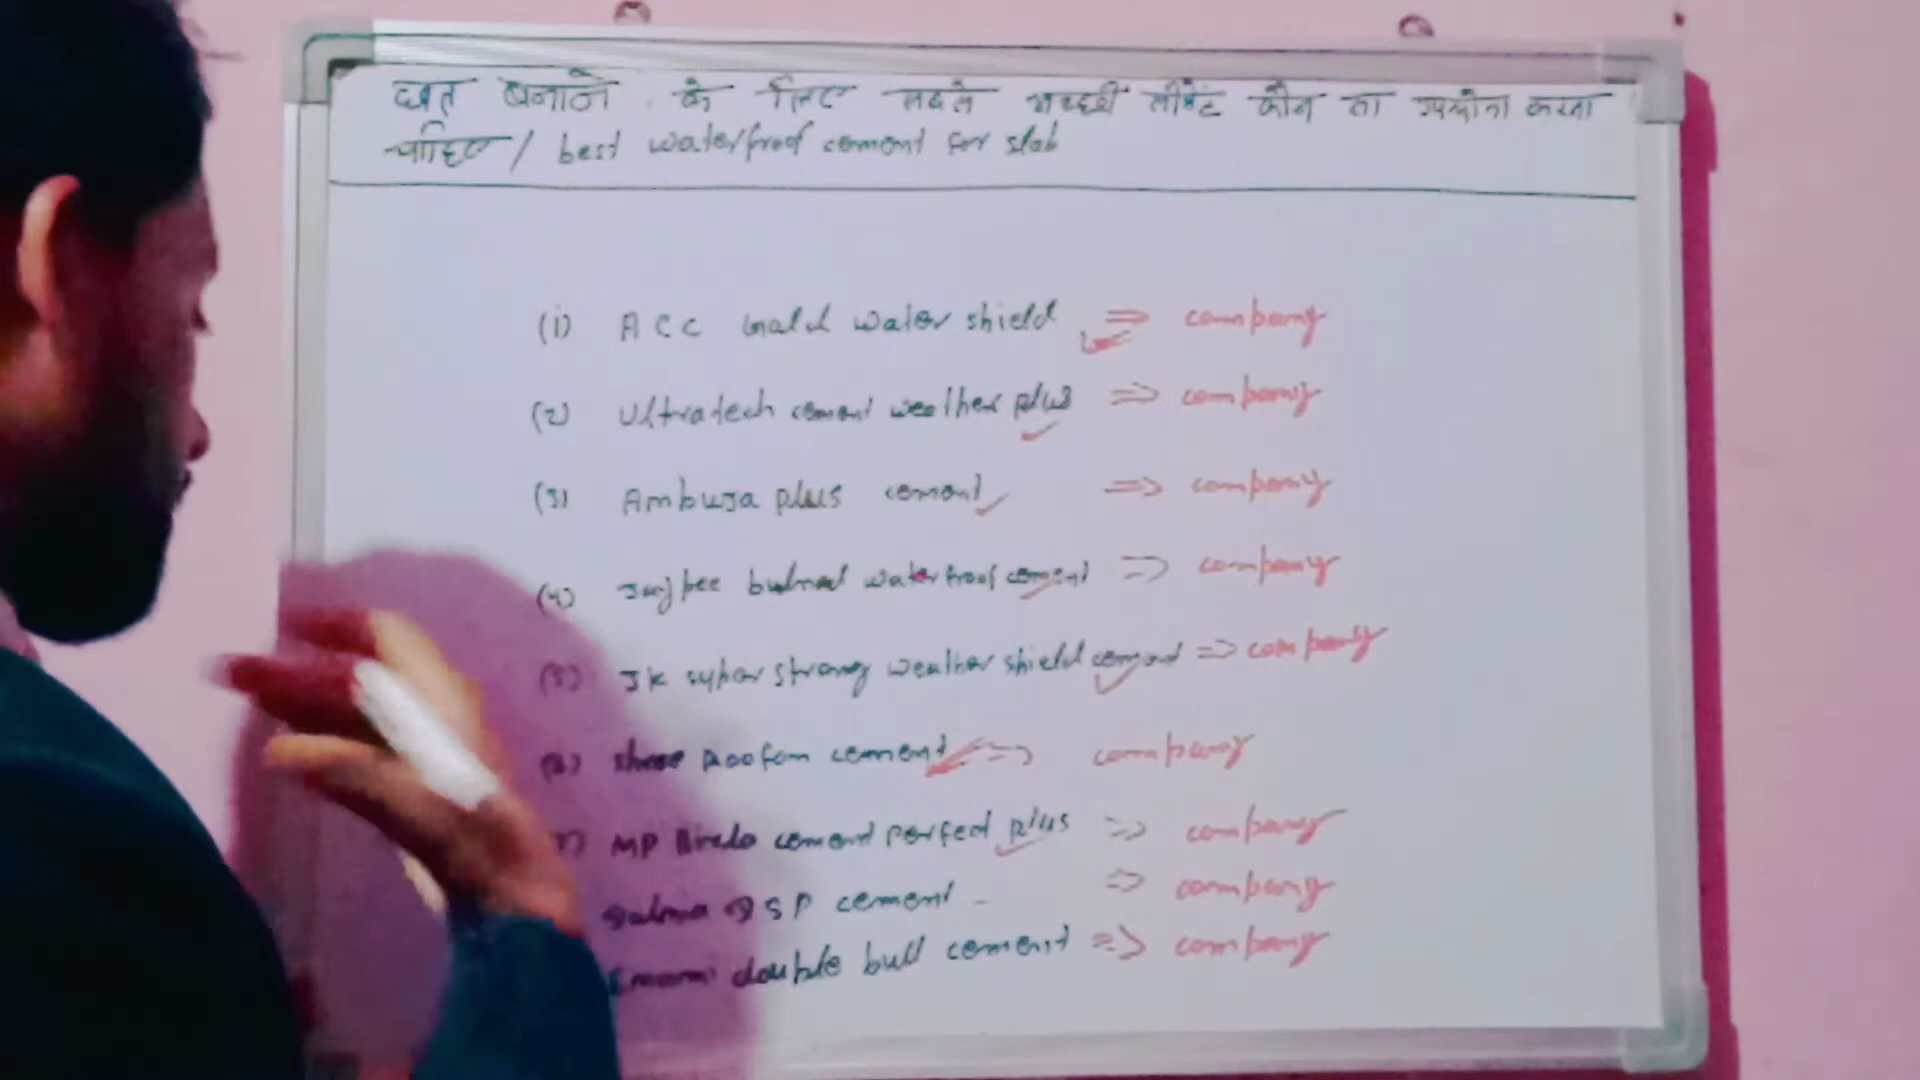 छत बनाने के लिए सबसे अच्छी सीमेंट कौन सा उपयोग करना
चाहिए / best waterproof cement for slab
(1) ACC Gold water shield ⇒ company
(2) Ultratech cement weather plus ⇒ company
(3) Ambuja plus cement ⇒ company
(4) Jaypee buland waterproof cement ⇒ company
(5) JK super strong weather shield cement ⇒ company
(6) Shree Roofon cement ⇒ company
MP Birla cement perfect plus ⇒ company
Dalmia DSP cement - ⇒ company
Emami double bull cement ⇒ company